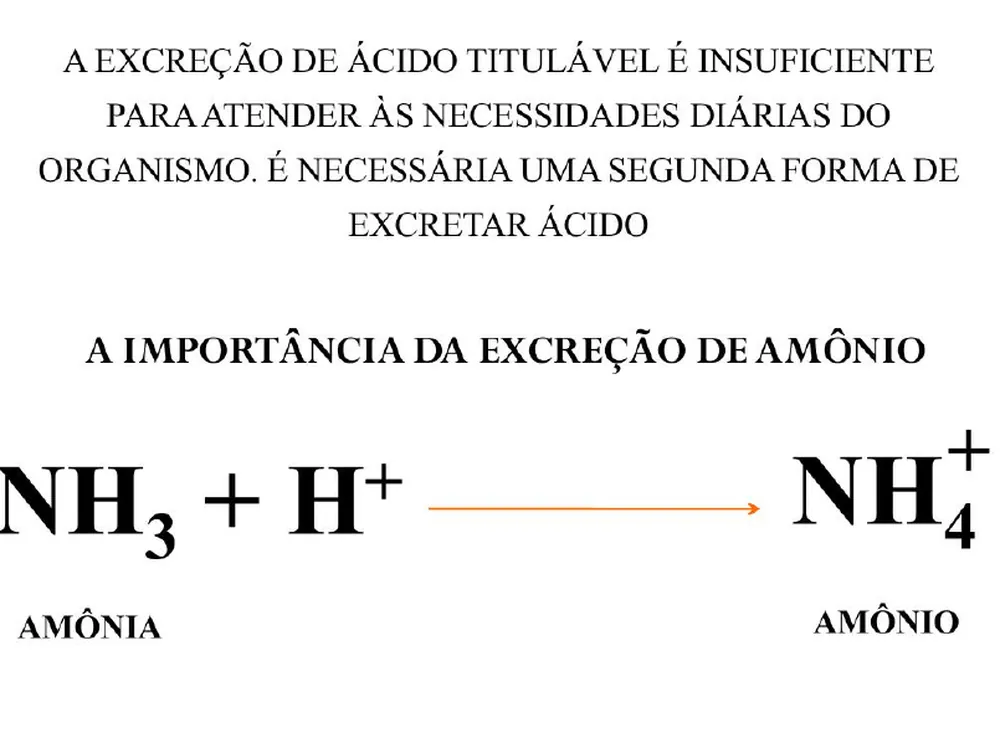 A EXCREÇÃO DE ÁCIDO TITULÁVEL É INSUFICIENTE
PARA ATENDER ÀS NECESSIDADES DIÁRIAS DO
ORGANISMO. É NECESSÁRIA UMA SEGUNDA FORMA DE
EXCRETAR ÁCIDO
A IMPORTÂNCIA DA EXCREÇÃO DE AMÔNIO
NH₃ + H⁺ → NH₄⁺
AMÔNIA AMÔNIO